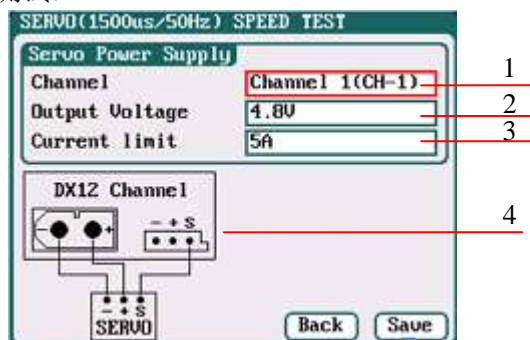 SERVO(1500us/50Hz) SPEED TEST
Servo Power Supply
Channel Channel 1(CH-1) 1
Output Voltage 4.8V 2
Current limit 5A 3
DX12 Channel
- + - + S
4
- + S
SERVO
Back Save